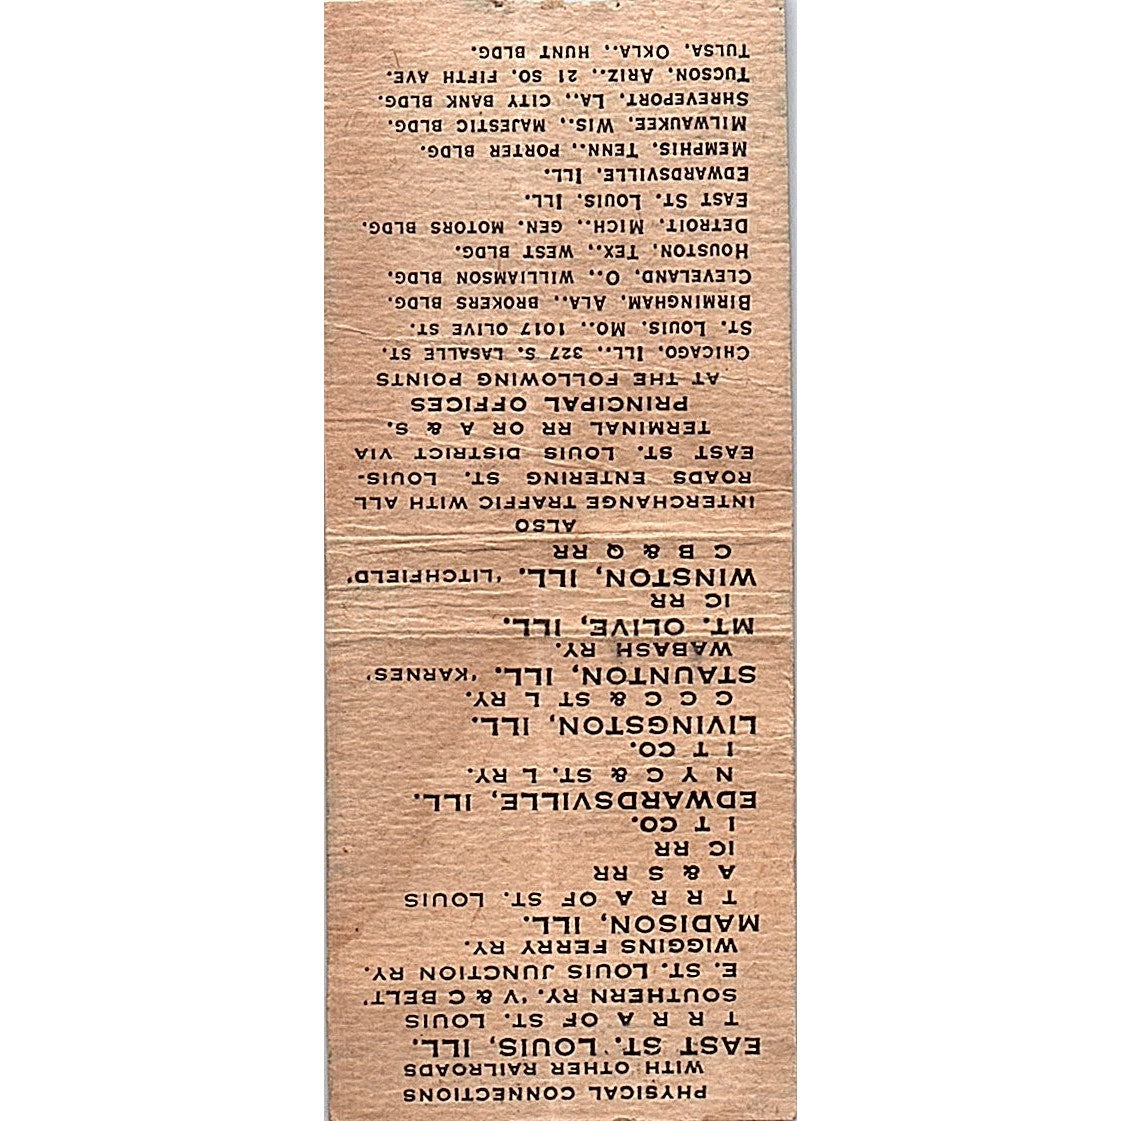 PHYSICAL CONNECTIONS
WITH OTHER RAILROADS
EAST ST. LOUIS, ILL.
T R R A OF ST. LOUIS
SOUTHERN RY. 'V & C BELT'
E. ST. LOUIS JUNCTION RY.
WIGGINS FERRY RY.
MADISON, ILL.
T R R A OF ST. LOUIS
A & S RR
IC RR
I T CO.
EDWARDSVILLE, ILL.
N Y C & ST. L RY.
I T CO.
LIVINGSTON, ILL.
C C C & ST L RY.
STAUNTON, ILL. 'KARNES'
WABASH RY.
MT. OLIVE, ILL.
IC RR
WINSTON, ILL. 'LITCHFIELD'
C B & Q RR
ALSO
INTERCHANGE TRAFFIC WITH ALL
ROADS ENTERING ST. LOUIS-
EAST ST. LOUIS DISTRICT VIA
TERMINAL RR OR A & S.
PRINCIPAL OFFICES
AT THE FOLLOWING POINTS
CHICAGO, ILL., 327 S. LASALLE ST.
ST. LOUIS, MO., 1017 OLIVE ST.
BIRMINGHAM, ALA., BROKERS BLDG.
CLEVELAND, O., WILLIAMSON BLDG.
HOUSTON, TEX., WEST BLDG.
DETROIT, MICH., GEN. MOTORS BLDG.
EAST ST. LOUIS, ILL.
EDWARDSVILLE, ILL.
MEMPHIS, TENN., PORTER BLDG.
MILWAUKEE, WIS., MAJESTIC BLDG.
SHREVEPORT, LA., CITY BANK BLDG.
TUCSON, ARIZ., 21 SO. FIFTH AVE.
TULSA, OKLA., HUNT BLDG.